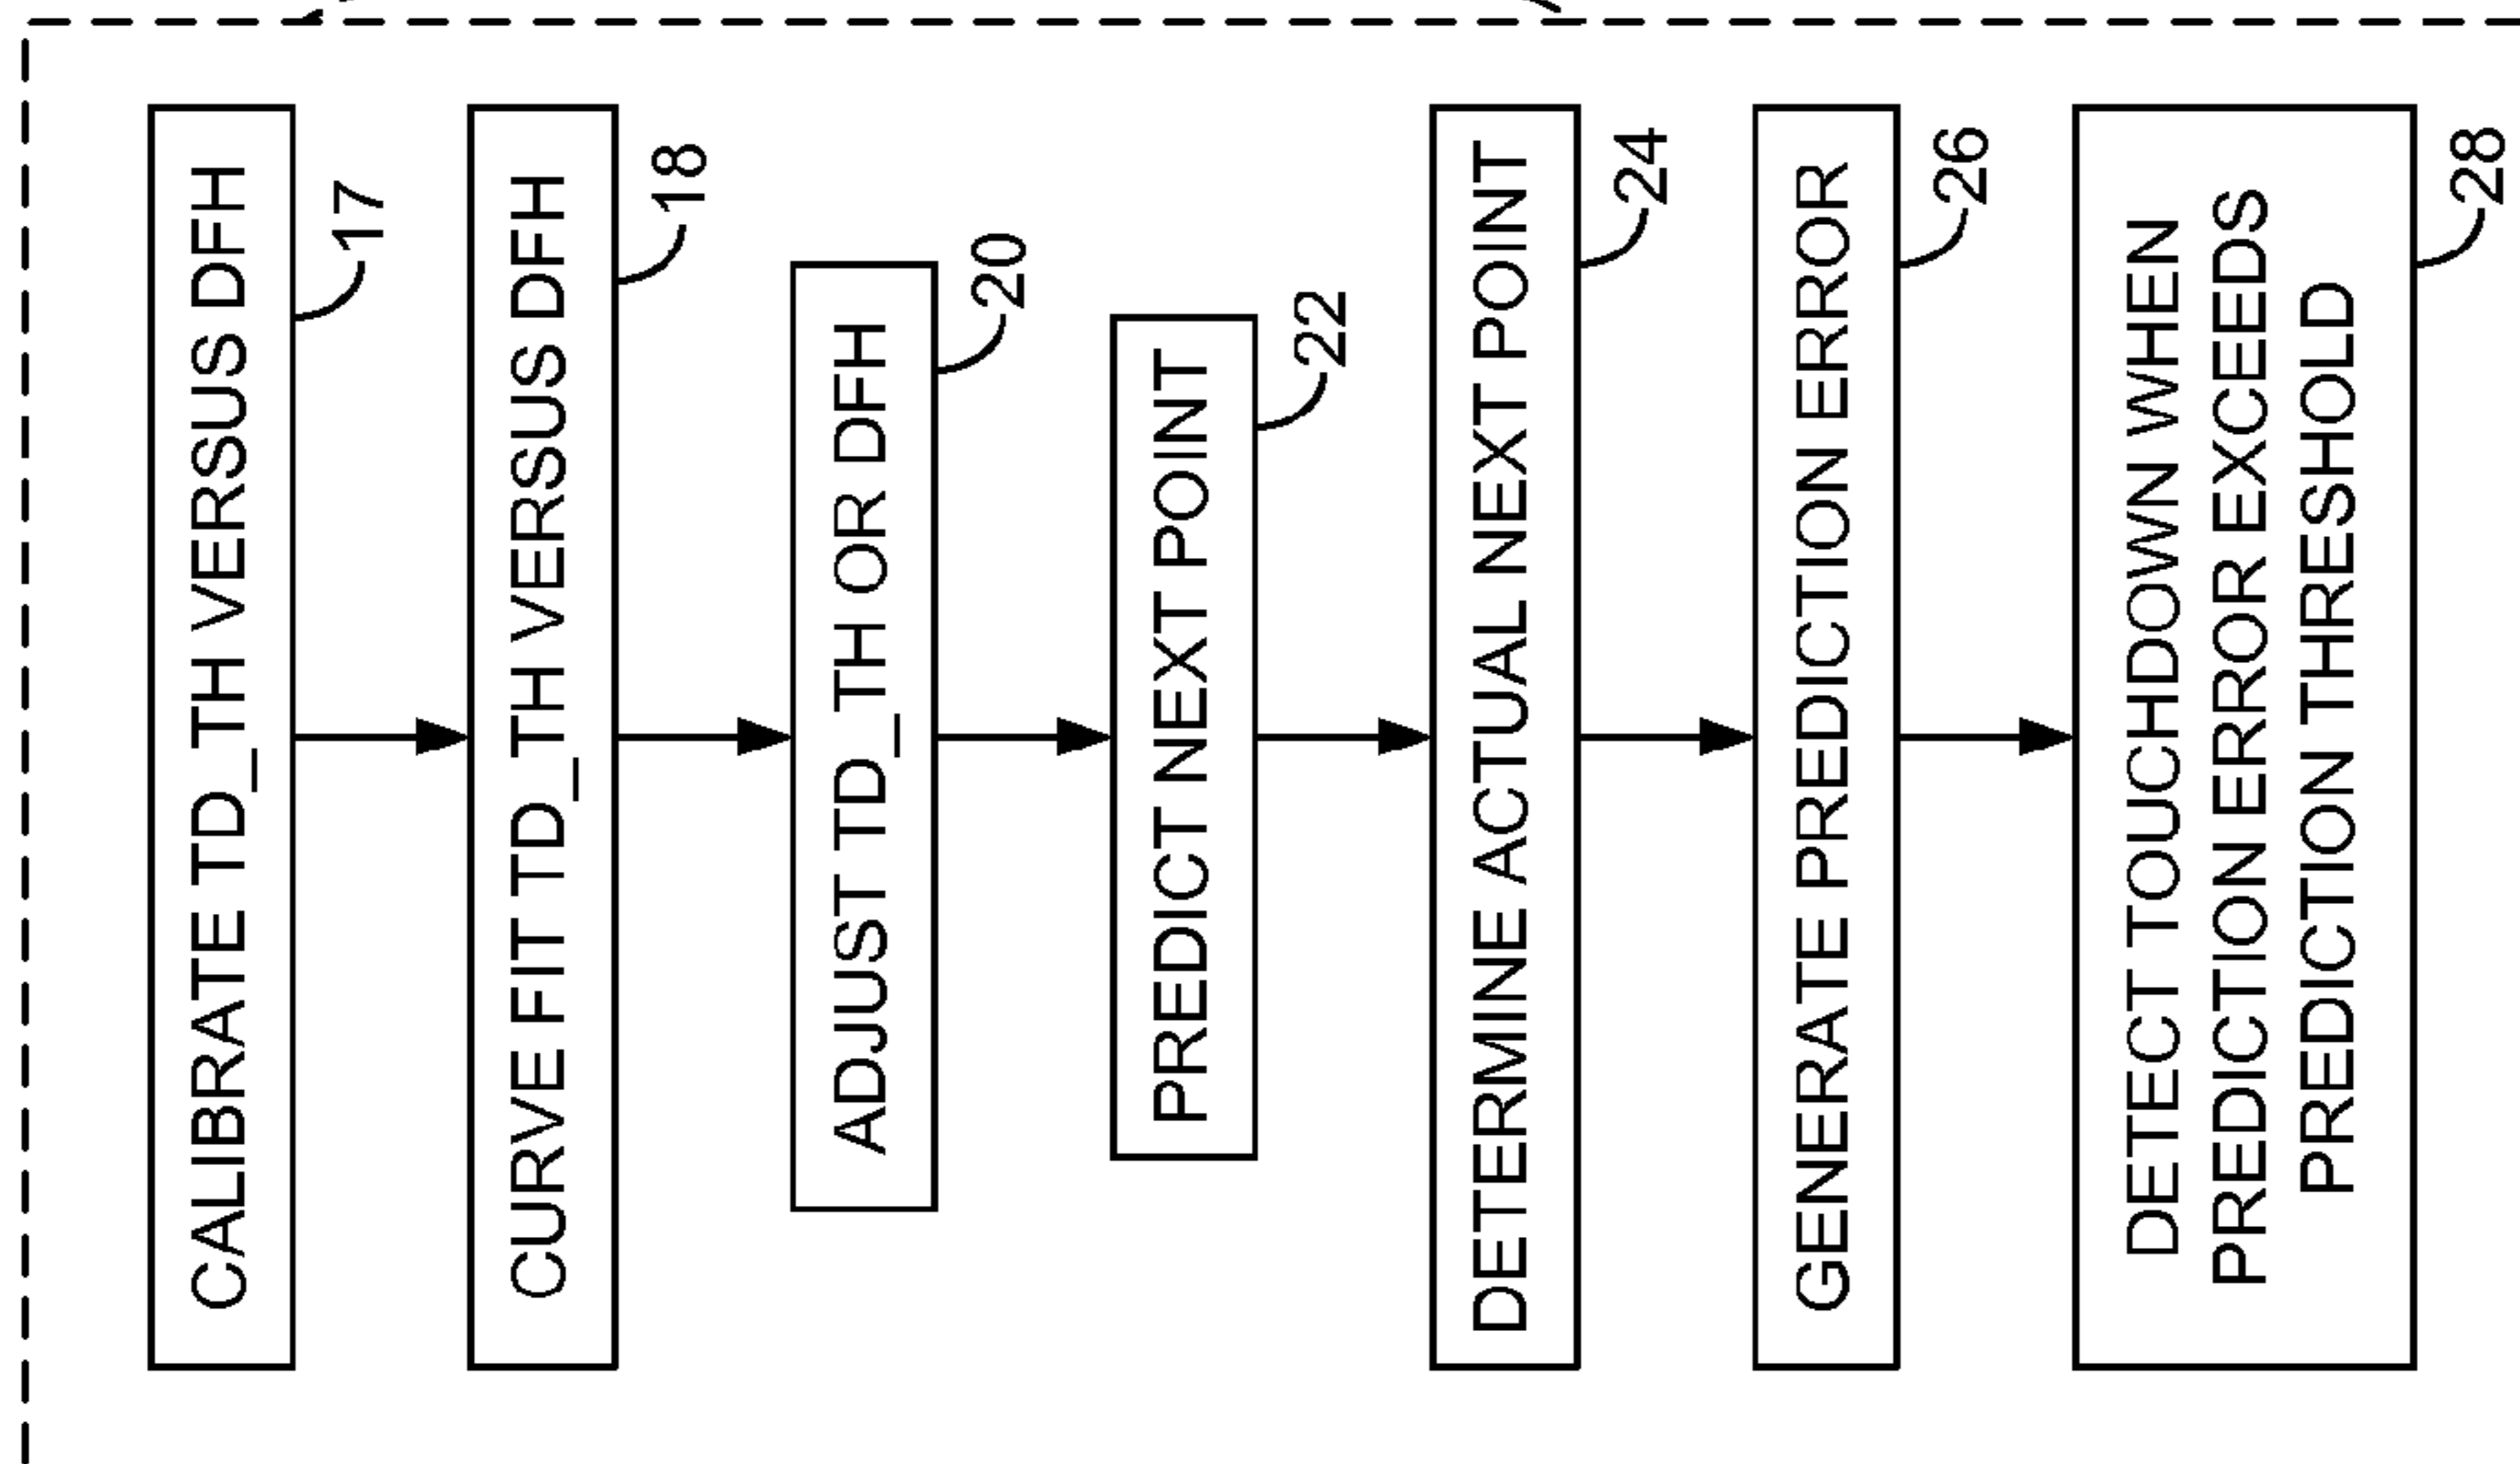 CALIBRATE TD_TH VERSUS DFH
17
CURVE FIT TD_TH VERSUS DFH
18
ADJUST TD_TH OR DFH
20
PREDICT NEXT POINT
22
DETERMINE ACTUAL NEXT POINT
24
GENERATE PREDICTION ERROR
26
DETECT TOUCHDOWN WHEN
PREDICTION ERROR EXCEEDS
PREDICTION THRESHOLD
28